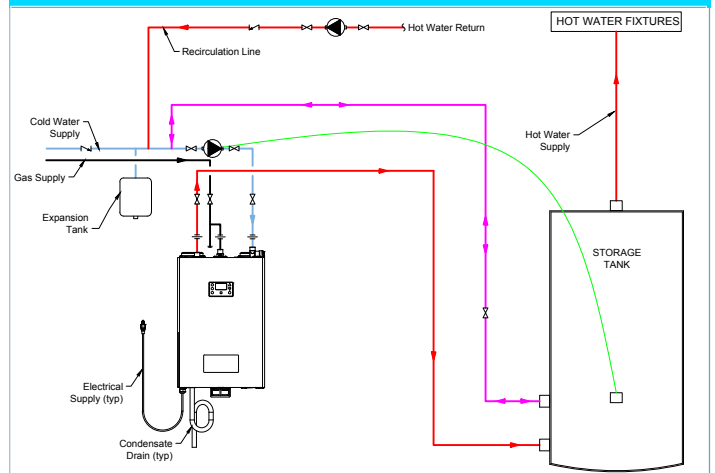 HOT WATER FIXTURES
Hot Water Return
Recirculation Line
Cold Water
Supply
Hot Water
Supply
Gas Supply
Expansion
Tank
STORAGE
TANK
Electrical
Supply (typ)
Condensate
Drain (typ)